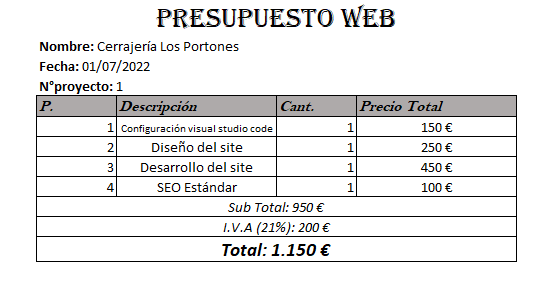 PRESUPUESTO WEB
Nombre: Cerrajería Los Portones
Fecha: 01/07/2022
N°proyecto: 1
P. Descripción Cant. Precio Total
1 Configuración visual studio code 1 150 €
2 Diseño del site 1 250 €
3 Desarrollo del site 1 450 €
4 SEO Estándar 1 100 €
Sub Total: 950 €
I.V.A (21%): 200 €
Total: 1.150 €